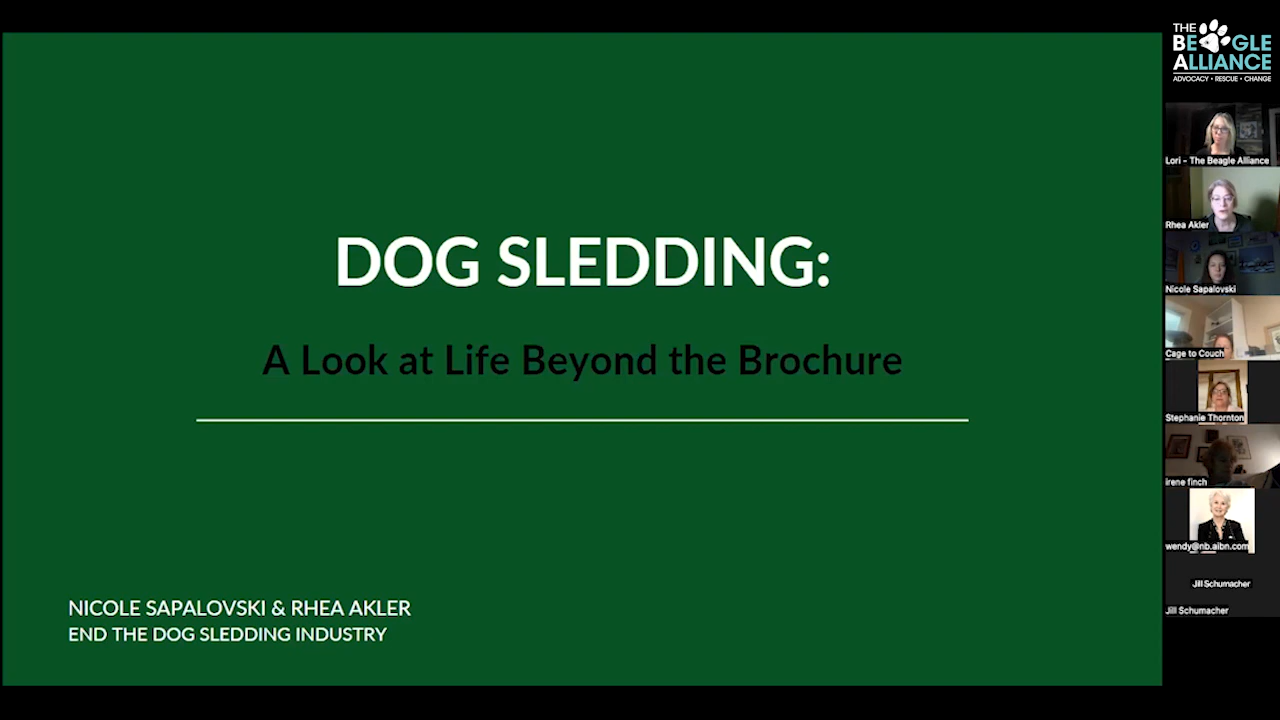 DOG SLEDDING:
A Look at Life Beyond the Brochure
NICOLE SAPALOVSKI & RHEA AKLER
END THE DOG SLEDDING INDUSTRY
THE
BEAGLE
ALLIANCE
ADVOCACY • RESCUE • CHANGE
Lori - The Beagle Alliance
Rhea Akler
Nicole Sapalovski
Cage to Couch
Stephanie Thornton
irene finch
wendy@nb.aibn.com
Jill Schumacher
Jill Schumacher